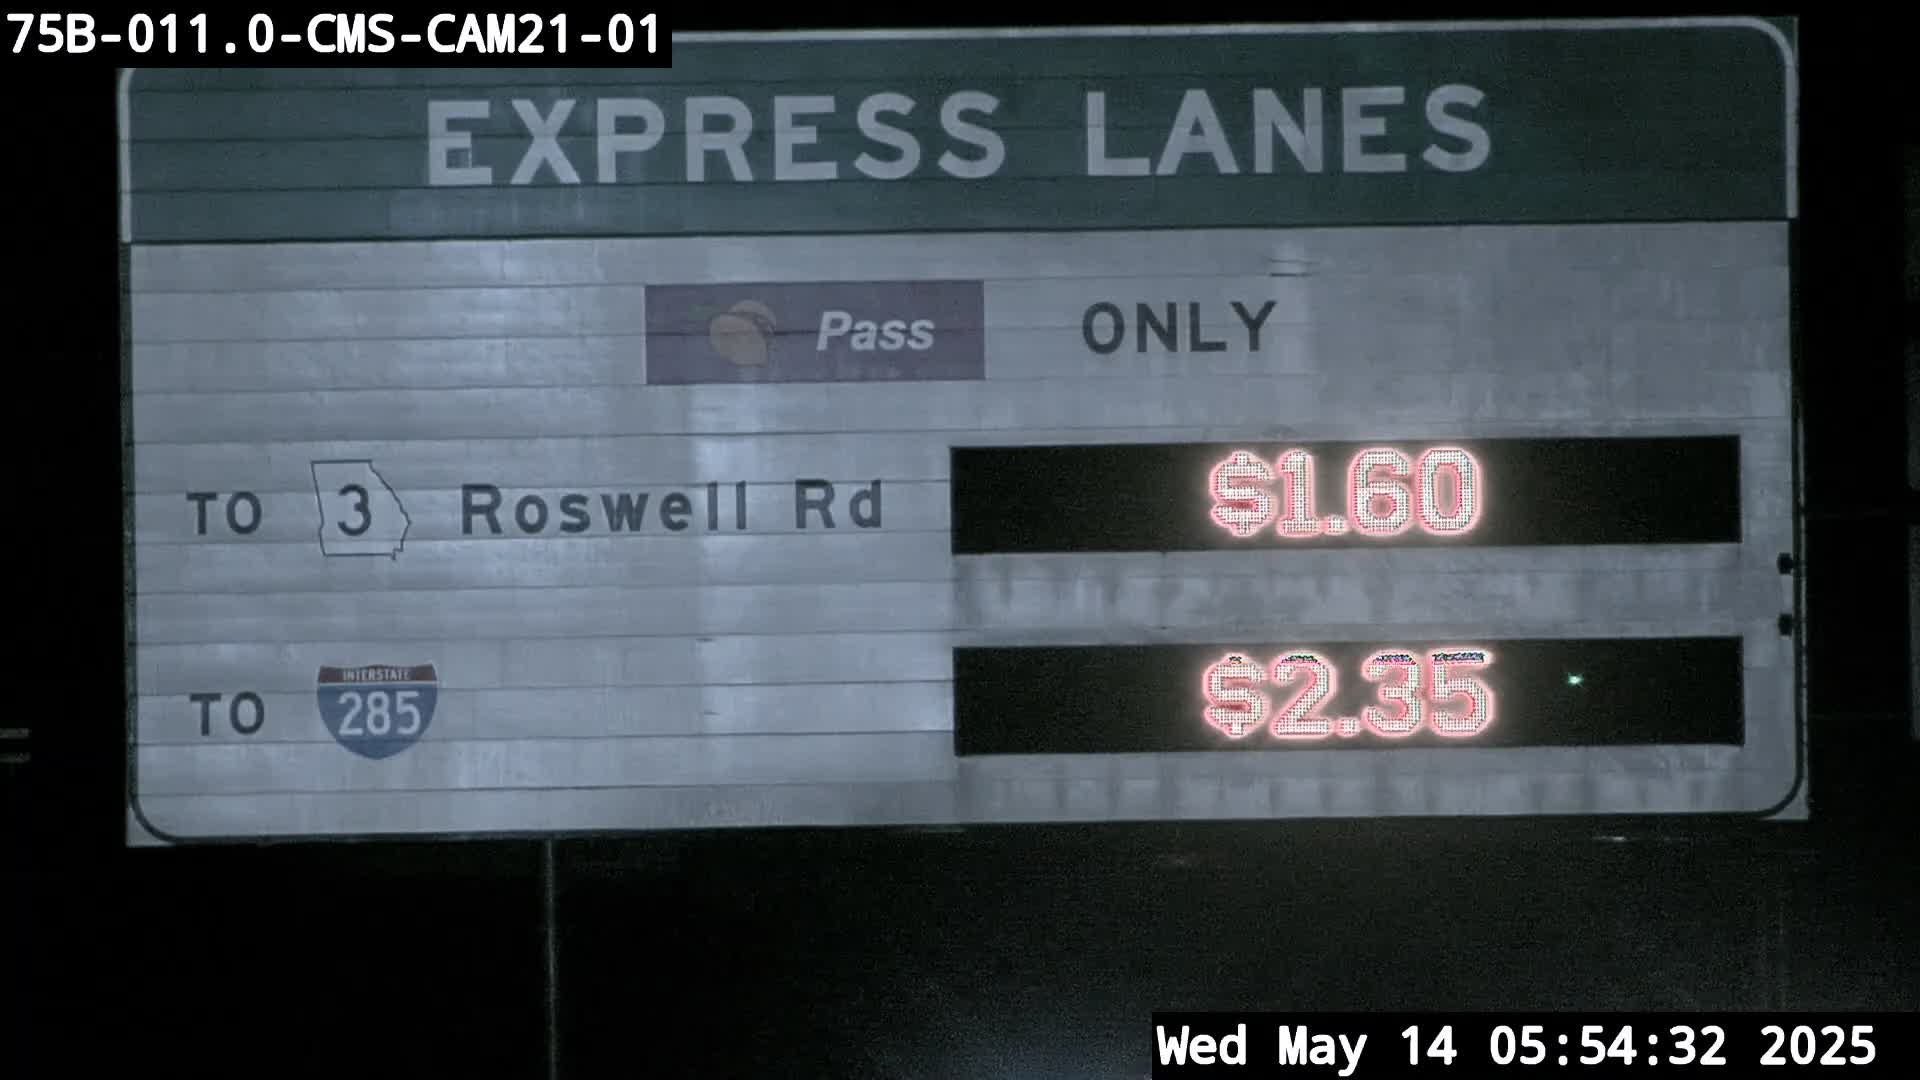 75B-011.0-CMS-CAM21-01
EXPRESS LANES
Pass ONLY
TO 3 Roswell Rd $1.60
INTERSTATE
TO 285 $2.35
Wed May 14 05:54:32 2025